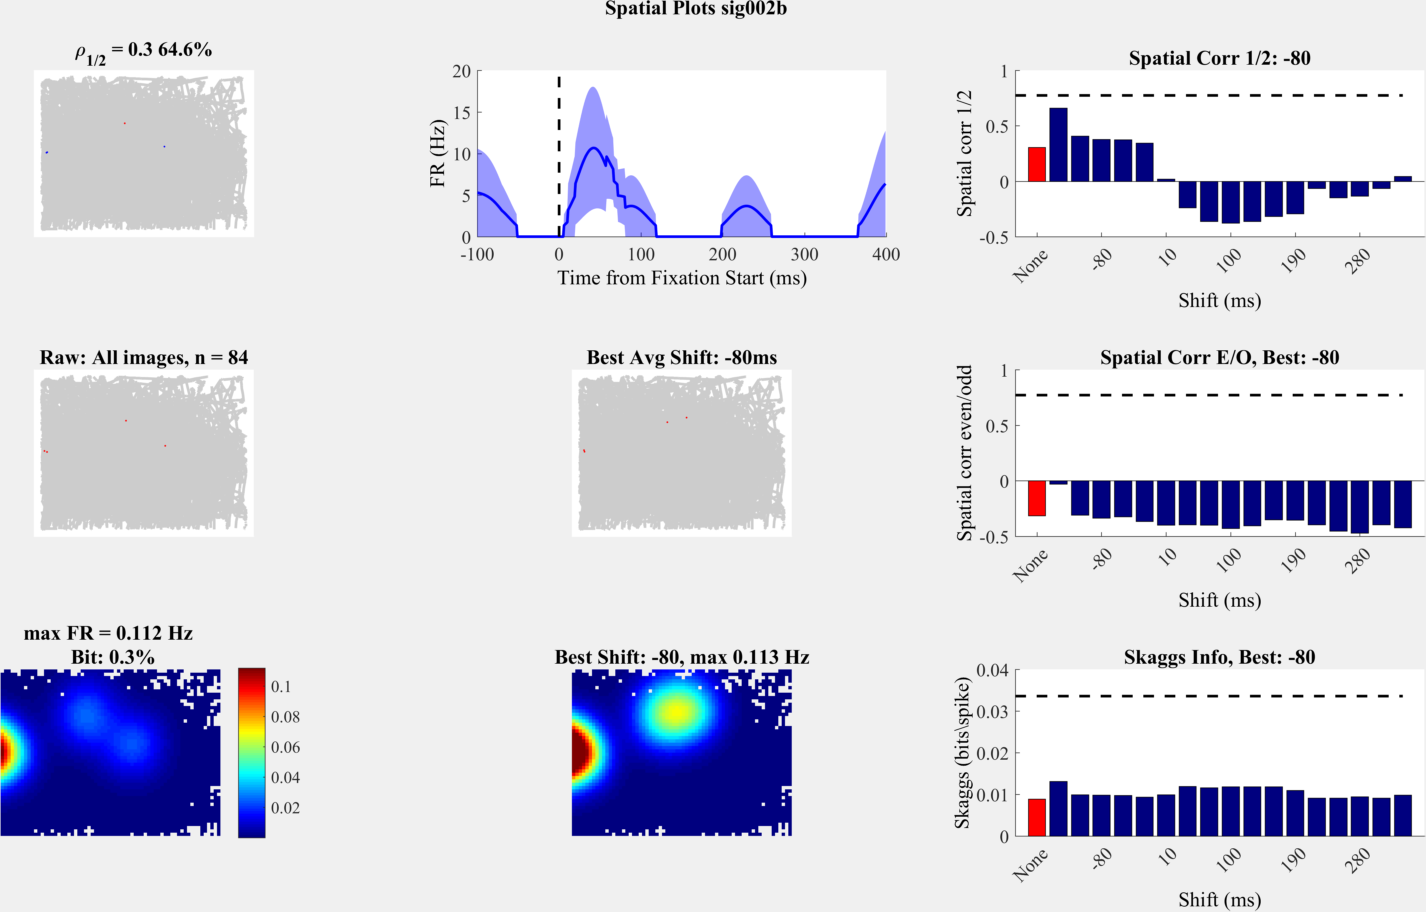 Spatial Plots sig002b
ρ1/2 = 0.3 64.6%
20
15
10
5
0
FR (Hz)
-100
0
100
200
300
400
Time from Fixation Start (ms)
Spatial Corr 1/2: -80
1
0.5
0
-0.5
Spatial corr 1/2
None
-80
10
100
190
280
Shift (ms)
Raw: All images, n = 84
Best Avg Shift: -80ms
Spatial Corr E/O, Best: -80
1
0.5
0
-0.5
Spatial corr even/odd
None
-80
10
100
190
280
Shift (ms)
max FR = 0.112 Hz
Bit: 0.3%
0.1
0.08
0.06
0.04
0.02
Best Shift: -80, max 0.113 Hz
Skaggs Info, Best: -80
0.04
0.03
0.02
0.01
0
Skaggs (bits\spike)
None
-80
10
100
190
280
Shift (ms)